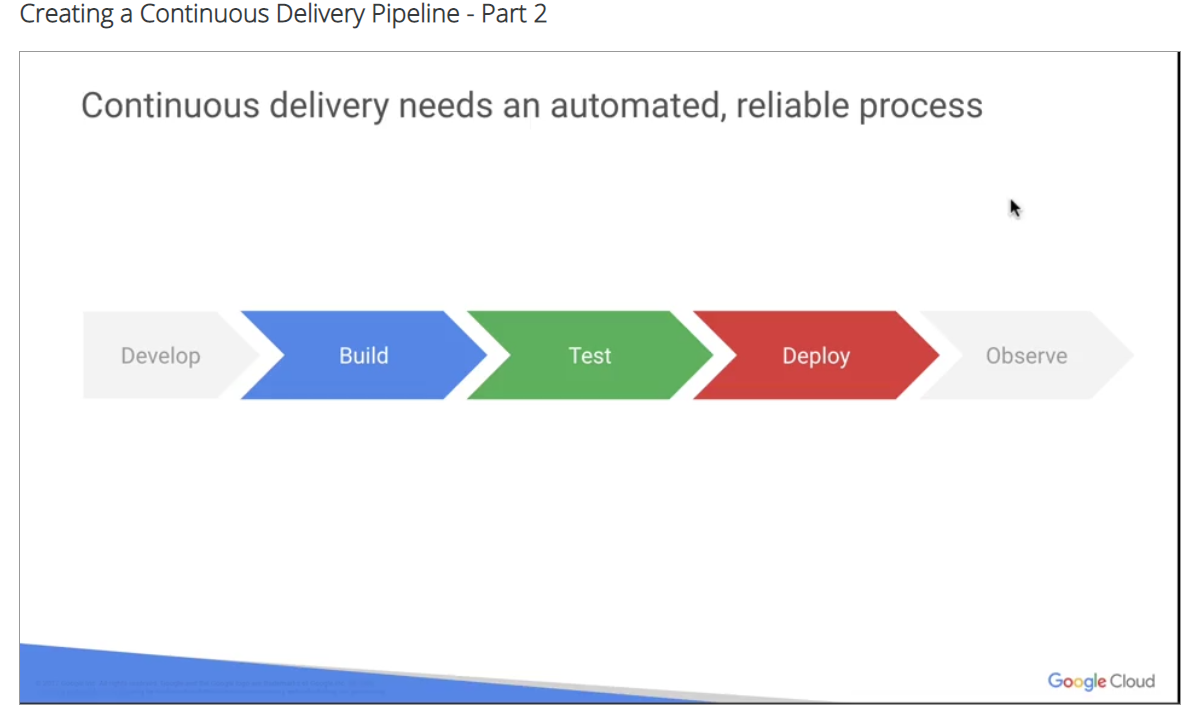 Creating a Continuous Delivery Pipeline - Part 2
Continuous delivery needs an automated, reliable process
Develop
Build
Test
Deploy
Observe
Google Cloud